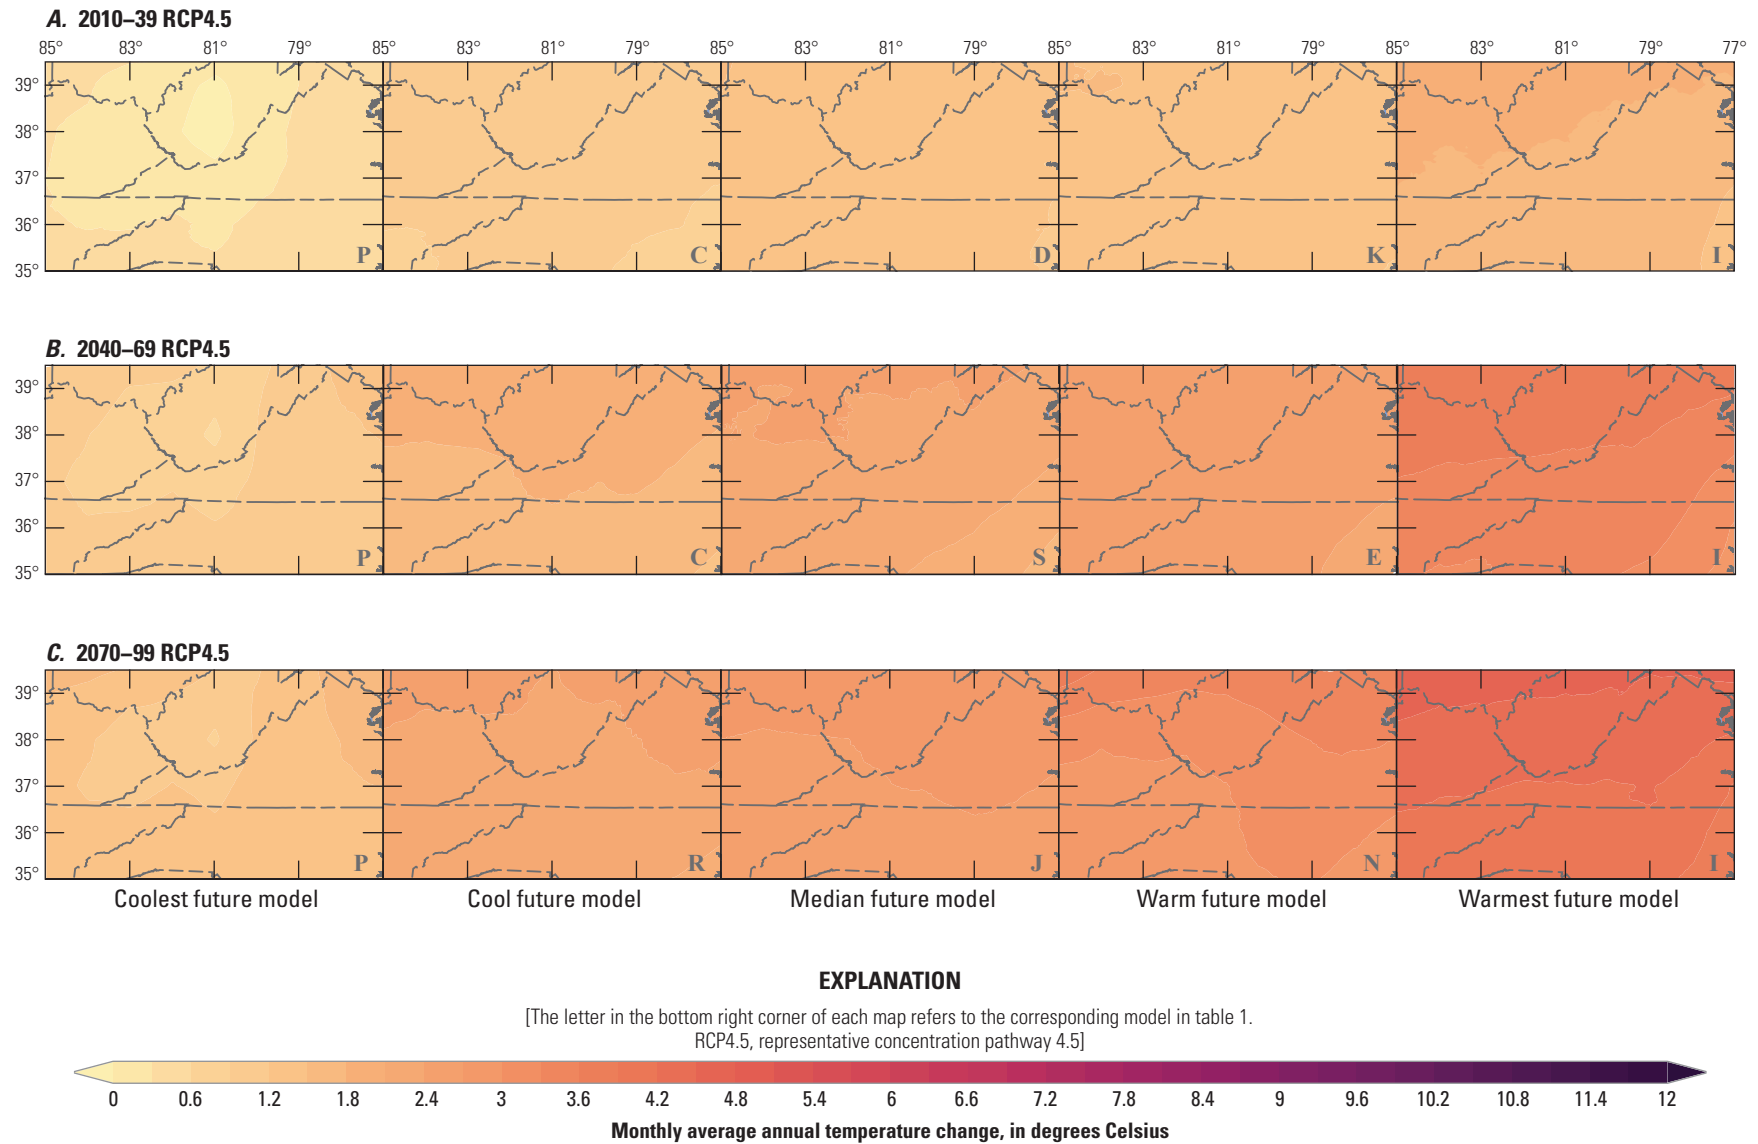 A. 2010–39 RCP4.5
85° 83° 81° 79° 85° 83° 81° 79° 85° 83° 81° 79° 85° 83° 81° 79° 85° 83° 81° 79° 77°
39°
38°
37°
36°
35°
P C D K I
B. 2040–69 RCP4.5
39°
38°
37°
36°
35°
P C S E I
C. 2070–99 RCP4.5
39°
38°
37°
36°
35°
P R J N I
Coolest future model Cool future model Median future model Warm future model Warmest future model
EXPLANATION
[The letter in the bottom right corner of each map refers to the corresponding model in table 1.
RCP4.5, representative concentration pathway 4.5]
0 0.6 1.2 1.8 2.4 3 3.6 4.2 4.8 5.4 6 6.6 7.2 7.8 8.4 9 9.6 10.2 10.8 11.4 12
Monthly average annual temperature change, in degrees Celsius